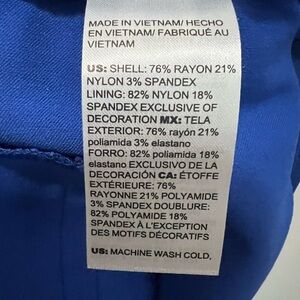 MADE IN VIETNAM/ HECHO
EN VIETNAM/ FABRIQUÉ AU
VIETNAM
US: SHELL: 76% RAYON 21%
NYLON 3% SPANDEX
LINING: 82% NYLON 18%
SPANDEX EXCLUSIVE OF
DECORATION MX: TELA
EXTERIOR: 76% rayón 21%
poliamida 3% elastano
FORRO: 82% poliamida 18%
elastano EXCLUSIVO DE LA
DECORACIÓN CA: ÉTOFFE
EXTÉRIEURE: 76%
RAYONNE 21% POLYAMIDE
3% SPANDEX DOUBLURE:
82% POLYAMIDE 18%
SPANDEX À L'EXCEPTION
DES MOTIFS DÉCORATIFS
US: MACHINE WASH COLD,